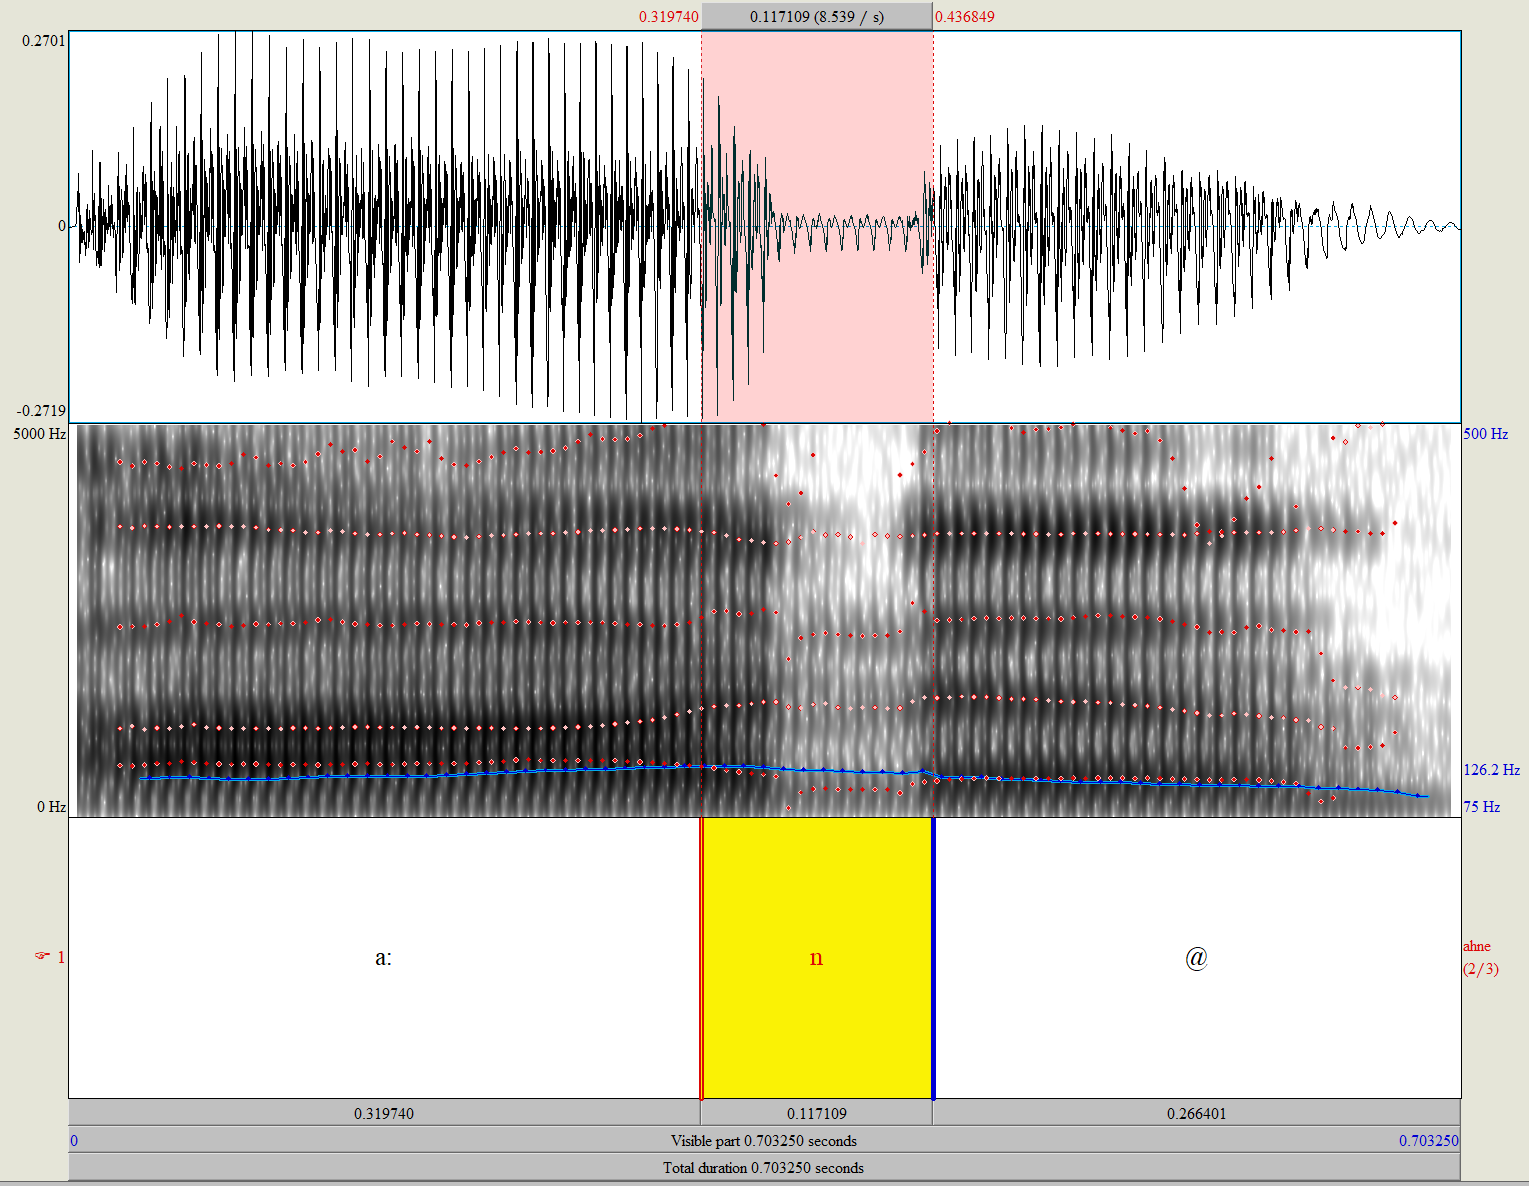 0.319740 0.117109 (8.539 / s) 0.436849
0.2701
0
-0.2719
5000 Hz 500 Hz
126.2 Hz
0 Hz 75 Hz
☞ 1 a: n @ ahne
(2/3)
0.319740 0.117109 0.266401
0 Visible part 0.703250 seconds 0.703250
Total duration 0.703250 seconds